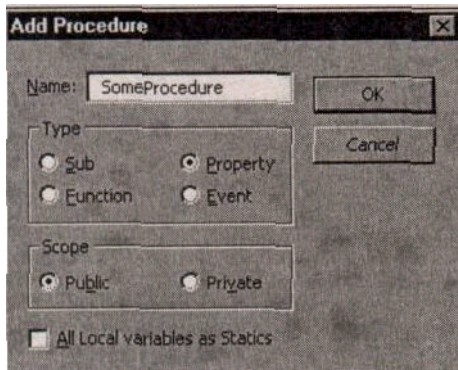 Add Procedure
Name: SomeProcedure
OK
Cancel
Type
Sub
Property
Function
Event
Scope
Public
Private
All Local variables as Statics